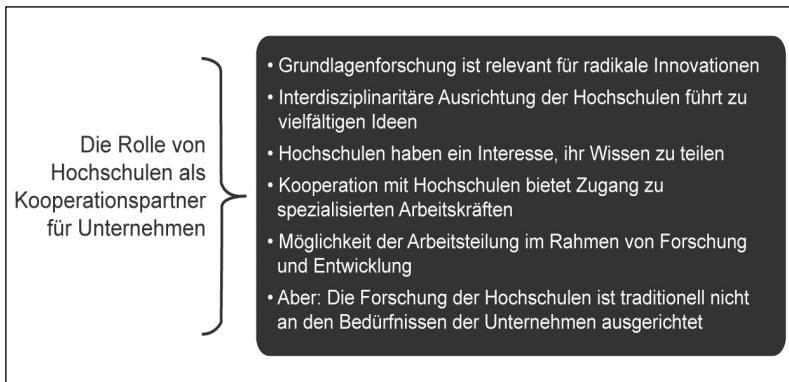 Die Rolle von
Hochschulen als
Kooperationspartner
für Unternehmen
• Grundlagenforschung ist relevant für radikale Innovationen
• Interdisziplinaritäre Ausrichtung der Hochschulen führt zu
vielfältigen Ideen
• Hochschulen haben ein Interesse, ihr Wissen zu teilen
• Kooperation mit Hochschulen bietet Zugang zu
spezialisierten Arbeitskräften
• Möglichkeit der Arbeitsteilung im Rahmen von Forschung
und Entwicklung
• Aber: Die Forschung der Hochschulen ist traditionell nicht
an den Bedürfnissen der Unternehmen ausgerichtet